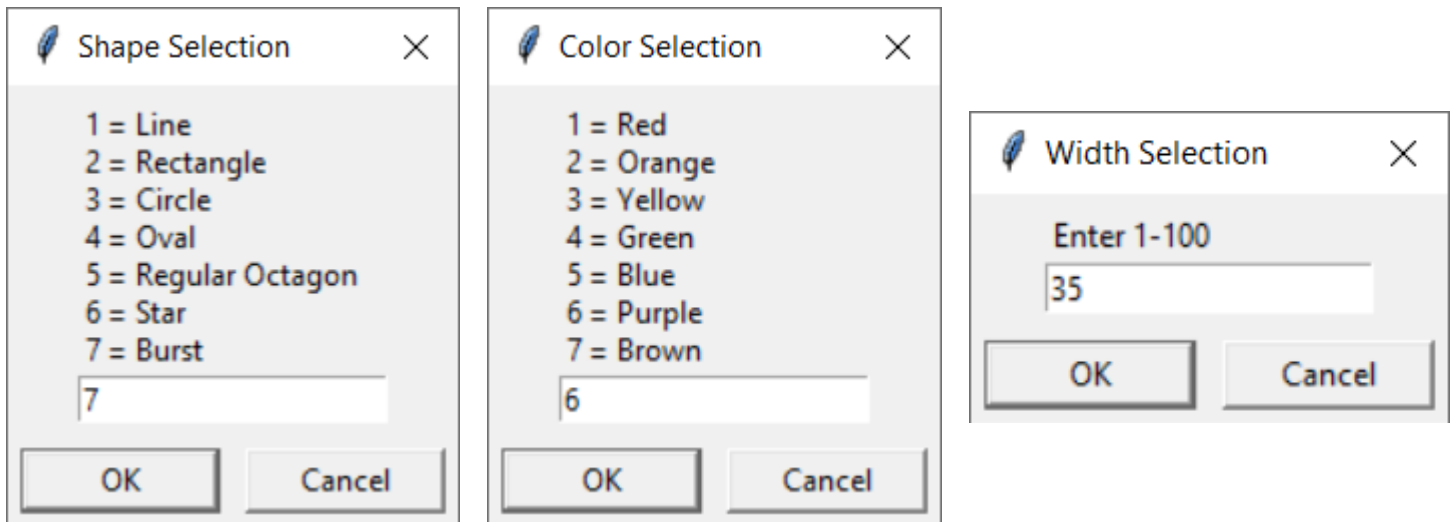 Shape Selection
1 = Line
2 = Rectangle
3 = Circle
4 = Oval
5 = Regular Octagon
6 = Star
7 = Burst
7
OK
Cancel
Color Selection
1 = Red
2 = Orange
3 = Yellow
4 = Green
5 = Blue
6 = Purple
7 = Brown
6
OK
Cancel
Width Selection
Enter 1-100
35
OK
Cancel